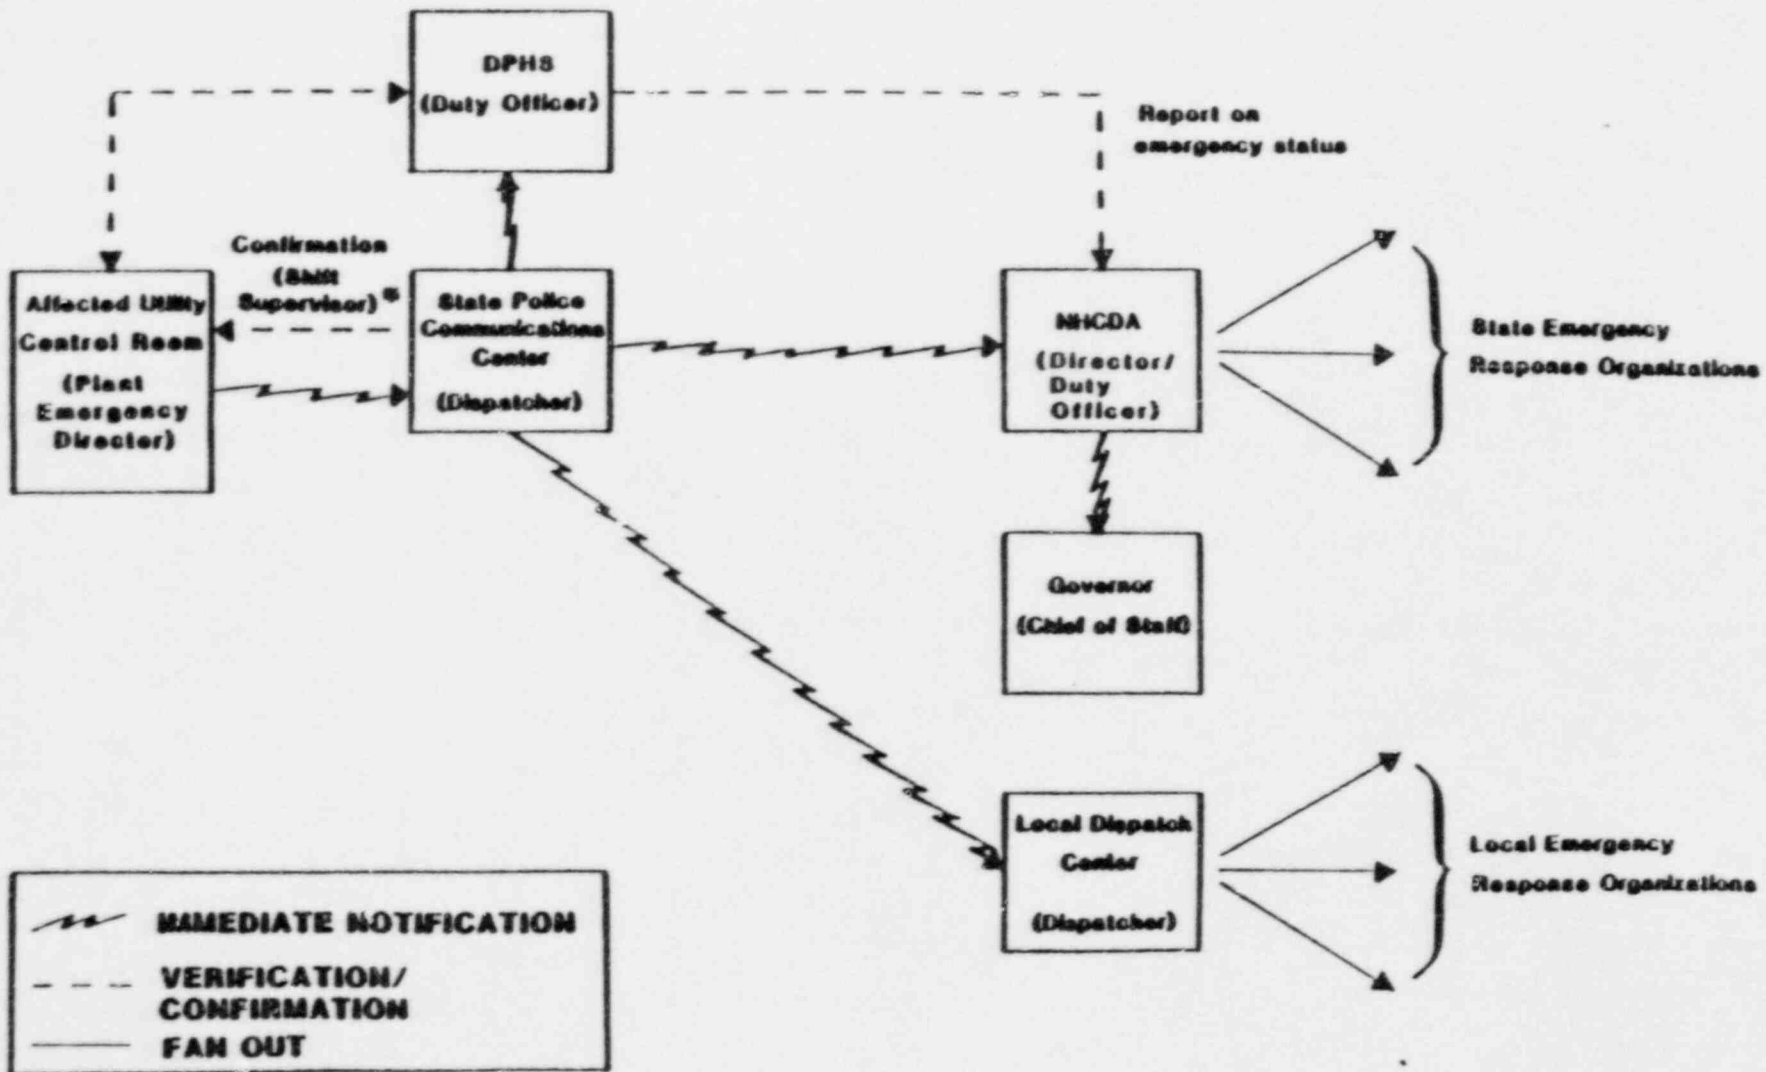 DPHS
(Duty Officer)
Report on
emergency status
Confirmation
(Shift
Supervisor)*
Affected Utility
Control Room
(Plant
Emergency
Director)
State Police
Communications
Center
(Dispatcher)
NHCDA
(Director/
Duty
Officer)
State Emergency
Response Organizations
Governor
(Chief of Staff)
Local Dispatch
Center
(Dispatcher)
Local Emergency
Response Organizations
IMMEDIATE NOTIFICATION
VERIFICATION/
CONFIRMATION
FAN OUT